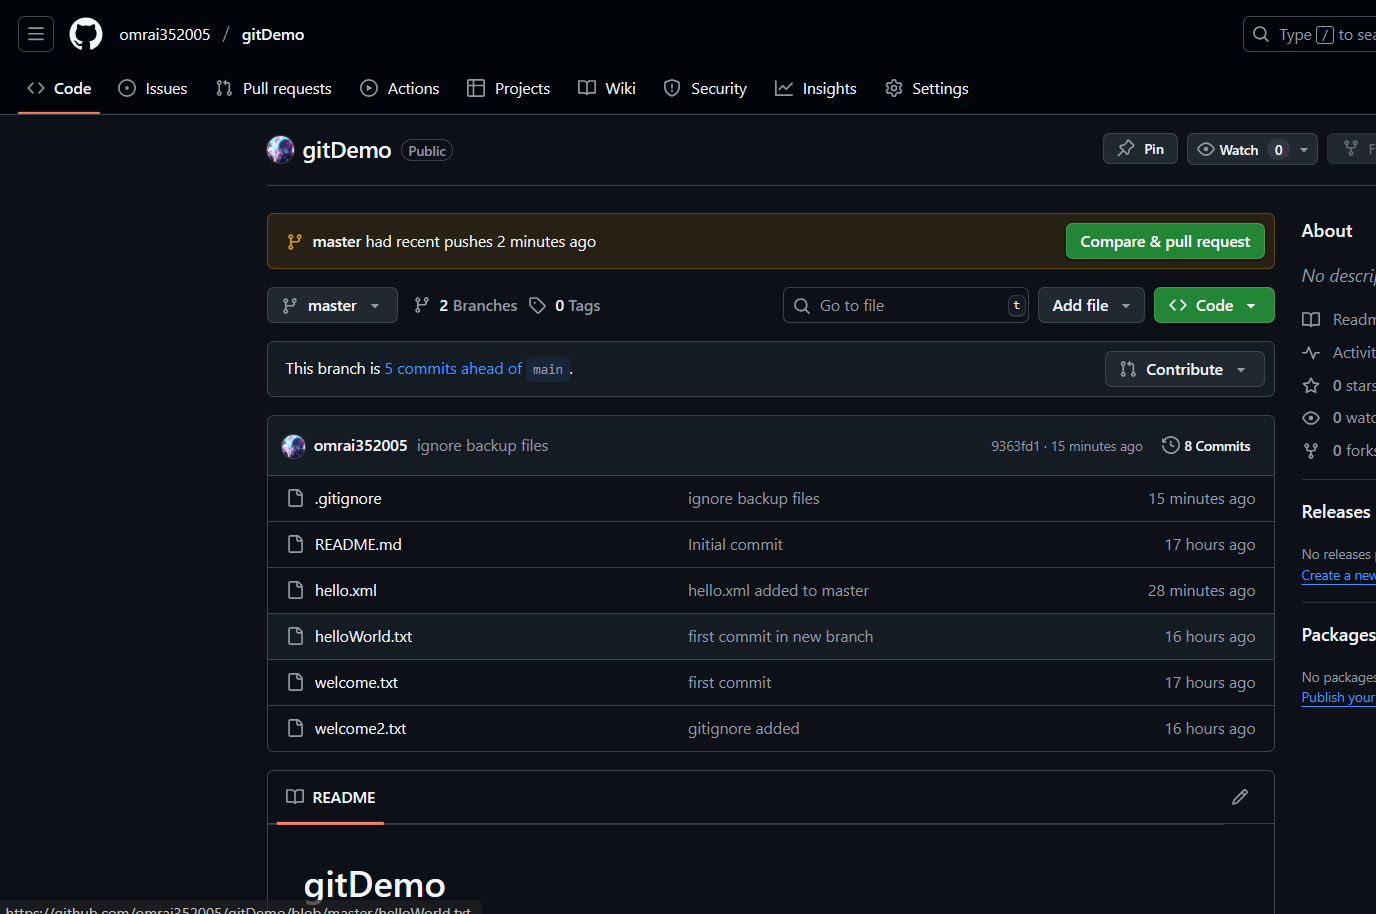 omrai352005 / gitDemo
Type / to sea
Code Issues Pull requests Actions Projects Wiki Security Insights Settings
gitDemo Public
Pin Watch 0 F
master had recent pushes 2 minutes ago
Compare & pull request
master 2 Branches 0 Tags
Go to file t
Add file Code
This branch is 5 commits ahead of main .
Contribute
omrai352005 ignore backup files 9363fd1 · 15 minutes ago 8 Commits
.gitignore ignore backup files 15 minutes ago
README.md Initial commit 17 hours ago
hello.xml hello.xml added to master 28 minutes ago
helloWorld.txt first commit in new branch 16 hours ago
welcome.txt first commit 17 hours ago
welcome2.txt gitignore added 16 hours ago
README
gitDemo
About
No descrip
Readm
Activit
0 stars
0 watc
0 forks
Releases
No releases p
Create a new
Packages
No packages
Publish your
https://github.com/omrai352005/gitDemo/blob/master/helloWorld.txt